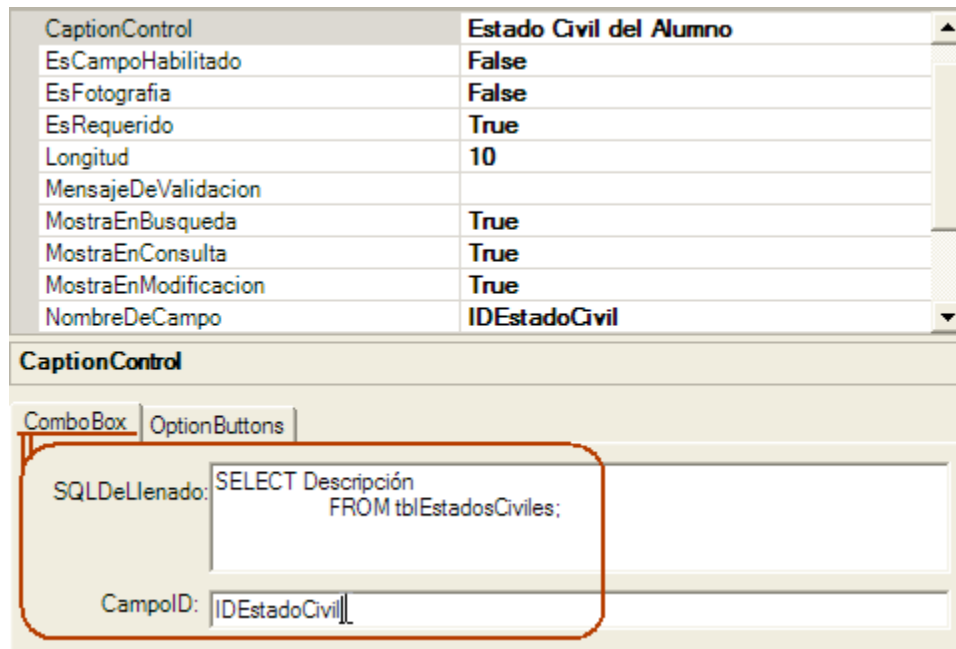 CaptionControl Estado Civil del Alumno
EsCampoHabilitado False
EsFotografia False
EsRequerido True
Longitud 10
MensajeDeValidacion
MostraEnBusqueda True
MostraEnConsulta True
MostraEnModificacion True
NombreDeCampo IDEstadoCivil
CaptionControl
ComboBox OptionButtons
SQLDeLlenado: SELECT Descripción
FROM tblEstadosCiviles;
CampoID: IDEstadoCivil